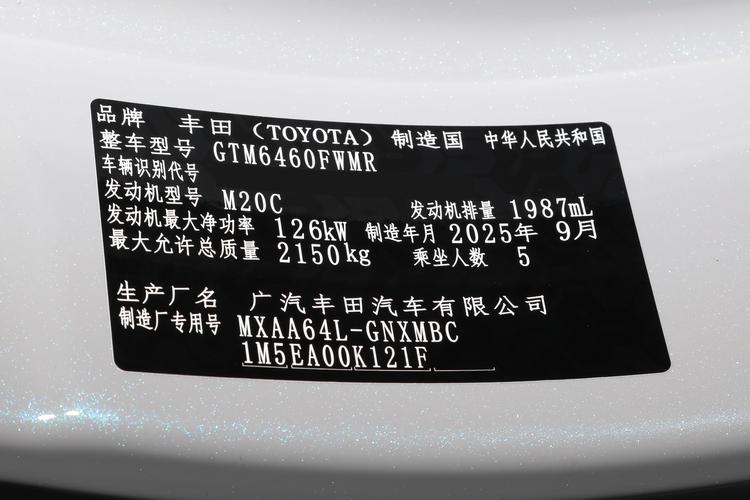 品牌 丰田（TOYOTA） 制造国 中华人民共和国
整车型号 GTM6460FWMR
车辆识别代号
发动机型号 M20C 发动机排量 1987mL
发动机最大净功率 126kW 制造年月 2025年 9月
最大允许总质量 2150kg 乘坐人数 5
生产厂名 广汽丰田汽车有限公司
制造厂专用号 MXAA64L-GNXMBC
1M5EA00K121F